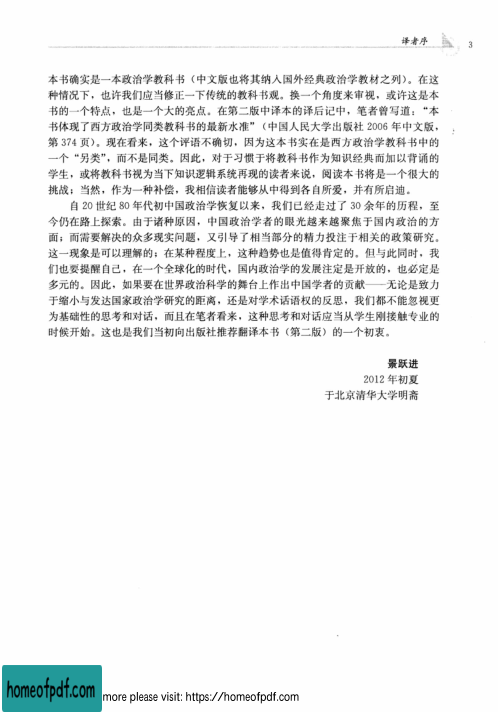 译者序
3
本书确实是一本政治学教科书（中文版也将其纳入国外经典政治学教材之列）。在这
种情况下，也许我们应当修正一下传统的教科书观。换一个角度来审视，或许这是本
书的一个特点，也是一个大的亮点。在第二版中译本的译后记中，笔者曾写道：“本
书体现了西方政治学同类教科书的最新水准”（中国人民大学出版社 2006 年中文版，
第 374 页）。现在看来，这个评语不确切，因为这本书实在是西方政治学教科书中的
一个“另类”，而不是同类。因此，对于习惯于将教科书作为知识经典而加以背诵的
学生，或将教科书视为当下知识逻辑系统再现的读者来说，阅读本书将是一个很大的
挑战；当然，作为一种补偿，我相信读者能够从中得到各自所爱，并有所启迪。
自 20 世纪 80 年代初中国政治学恢复以来，我们已经走过了 30 余年的历程，至
今仍在路上探索。由于诸种原因，中国政治学者的眼光越来越聚焦于国内政治的方
面；而需要解决的众多现实问题，又引导了相当部分的精力投注于相关的政策研究。
这一现象是可以理解的；在某种程度上，这种趋势也是值得肯定的。但与此同时，我
们也要提醒自己，在一个全球化的时代，国内政治学的发展注定是开放的，也必定是
多元的。因此，如果要在世界政治科学的舞台上作出中国学者的贡献——无论是致力
于缩小与发达国家政治学研究的距离，还是对学术话语权的反思，我们都不能忽视更
为基础性的思考和对话，而且在笔者看来，这种思考和对话应当从学生刚接触专业的
时候开始。这也是我们当初向出版社推荐翻译本书（第二版）的一个初衷。
景跃进
2012 年初夏
于北京清华大学明斋
homeofpdf.com
more please visit: https://homeofpdf.com